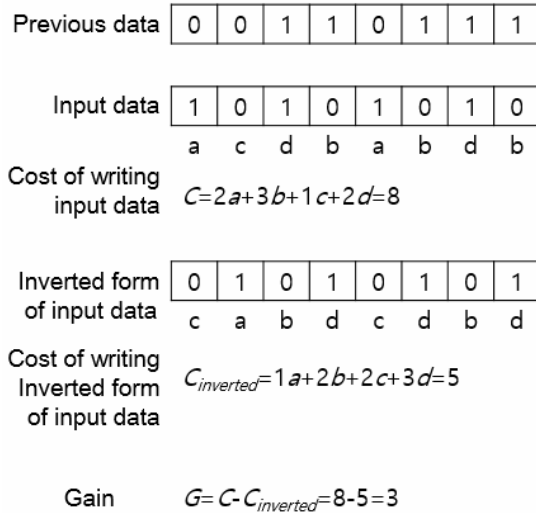 Previous data 0 0 1 1 0 1 1 1
Input data 1 0 1 0 1 0 1 0
a c d b a b d b
Cost of writing
input data
C=2a+3b+1c+2d=8
Inverted form
of input data
0 1 0 1 0 1 0 1
c a b d c d b d
Cost of writing
Inverted form
of input data
Cinverted=1a+2b+2c+3d=5
Gain G=C-Cinverted=8-5=3